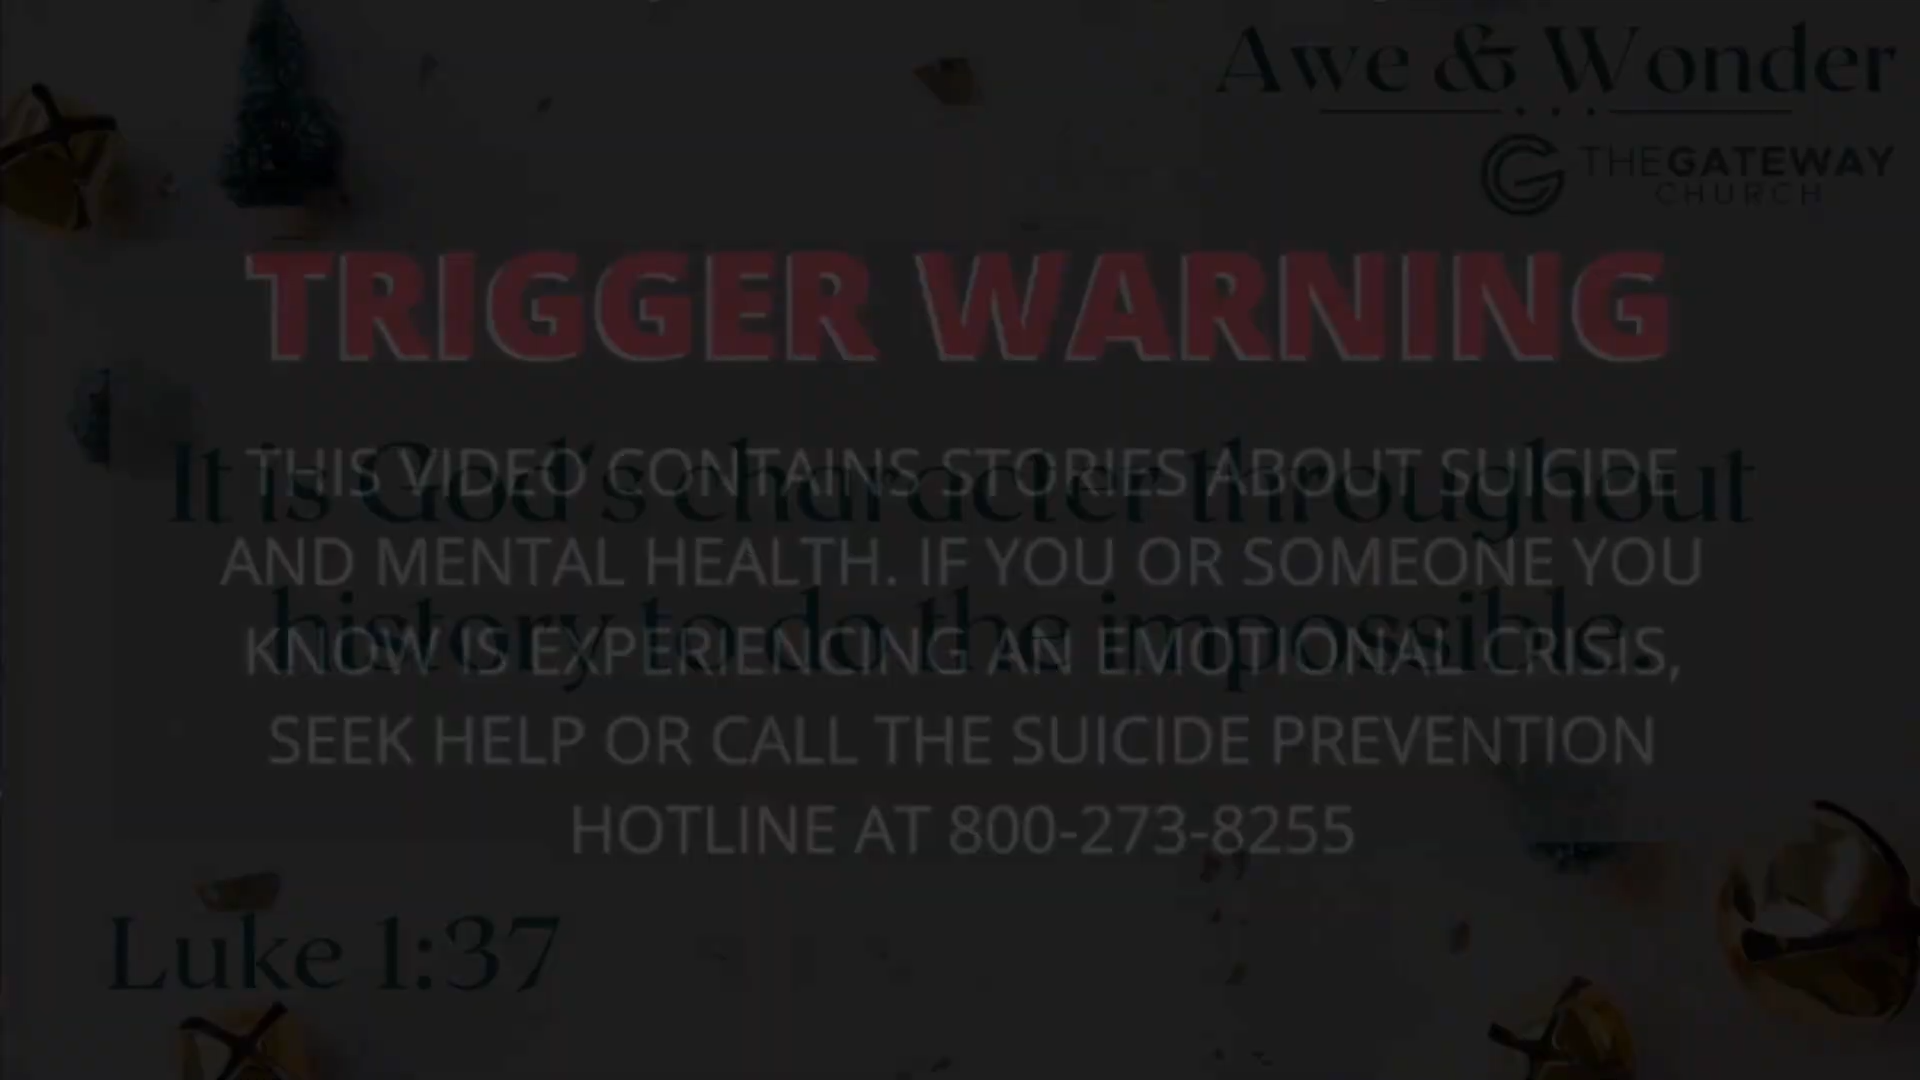 Awe & Wonder
THEGATEWAY
CHURCH
TRIGGER WARNING
THIS VIDEO CONTAINS STORIES ABOUT SUICIDE
It is God's character throughout
AND MENTAL HEALTH. IF YOU OR SOMEONE YOU
history to do the impossible.
KNOW IS EXPERIENCING AN EMOTIONAL CRISIS,
SEEK HELP OR CALL THE SUICIDE PREVENTION
HOTLINE AT 800-273-8255
Luke 1:37